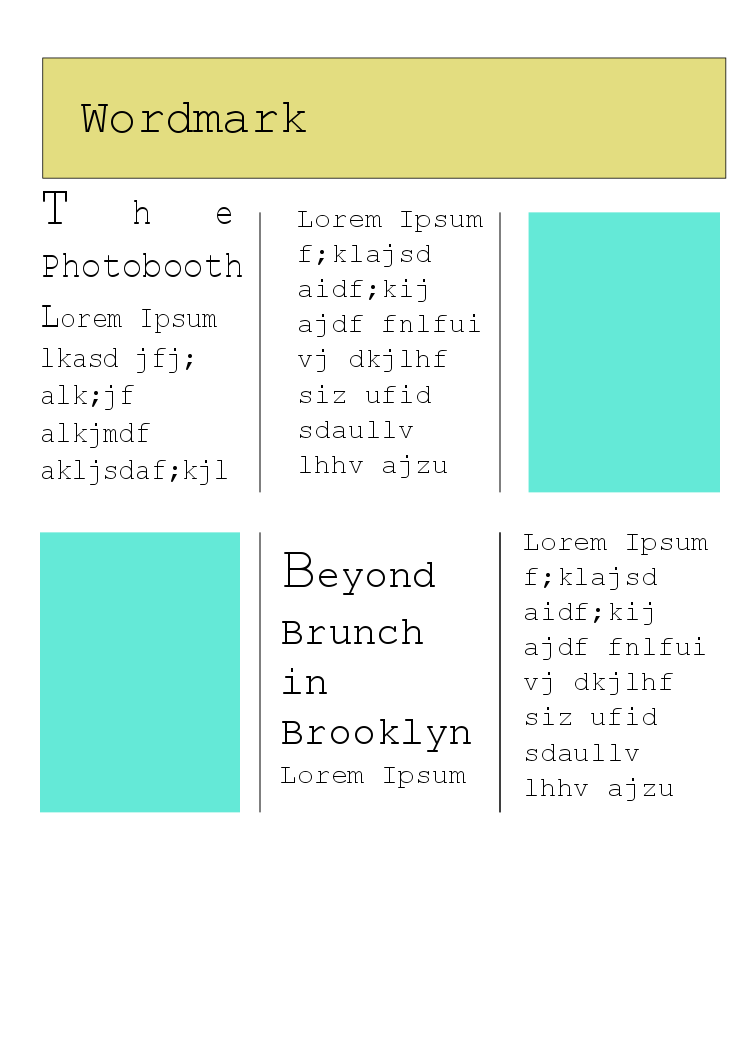 Wordmark
The
Photobooth
Lorem Ipsum
lkasd jfj;
alk;jf
alkjmdf
akljsdaf;kjl
Lorem Ipsum
f;klajsd
aidf;kij
ajdf fnlfui
vj dkjlhf
siz ufid
sdaullv
lhhv ajzu
Beyond
Brunch
in
Brooklyn
Lorem Ipsum
Lorem Ipsum
f;klajsd
aidf;kij
ajdf fnlfui
vj dkjlhf
siz ufid
sdaullv
lhhv ajzu